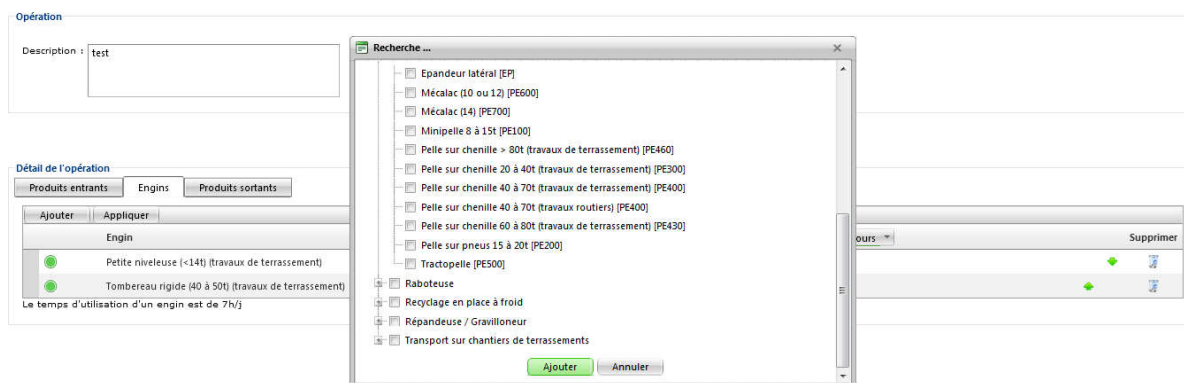 Opération
Description :
test
Détail de l'opération
Produits entrants Engins Produits sortants
Ajouter Appliquer
Engin
ours
Supprimer
Petite niveleuse (<14t) (travaux de terrassement)
Tombereau rigide (40 à 50t) (travaux de terrassement)
Le temps d'utilisation d'un engin est de 7h/j
Recherche ...
Epandeur latéral [EP]
Mécalac (10 ou 12) [PE600]
Mécalac (14) [PE700]
Minipelle 8 à 15t [PE100]
Pelle sur chenille > 80t (travaux de terrassement) [PE460]
Pelle sur chenille 20 à 40t (travaux de terrassement) [PE300]
Pelle sur chenille 40 à 70t (travaux de terrassement) [PE400]
Pelle sur chenille 40 à 70t (travaux routiers) [PE400]
Pelle sur chenille 60 à 80t (travaux de terrassement) [PE430]
Pelle sur pneus 15 à 20t [PE200]
Tractopelle [PE500]
Raboteuse
Recyclage en place à froid
Répandeuse / Gravilloneur
Transport sur chantiers de terrassements
Ajouter Annuler